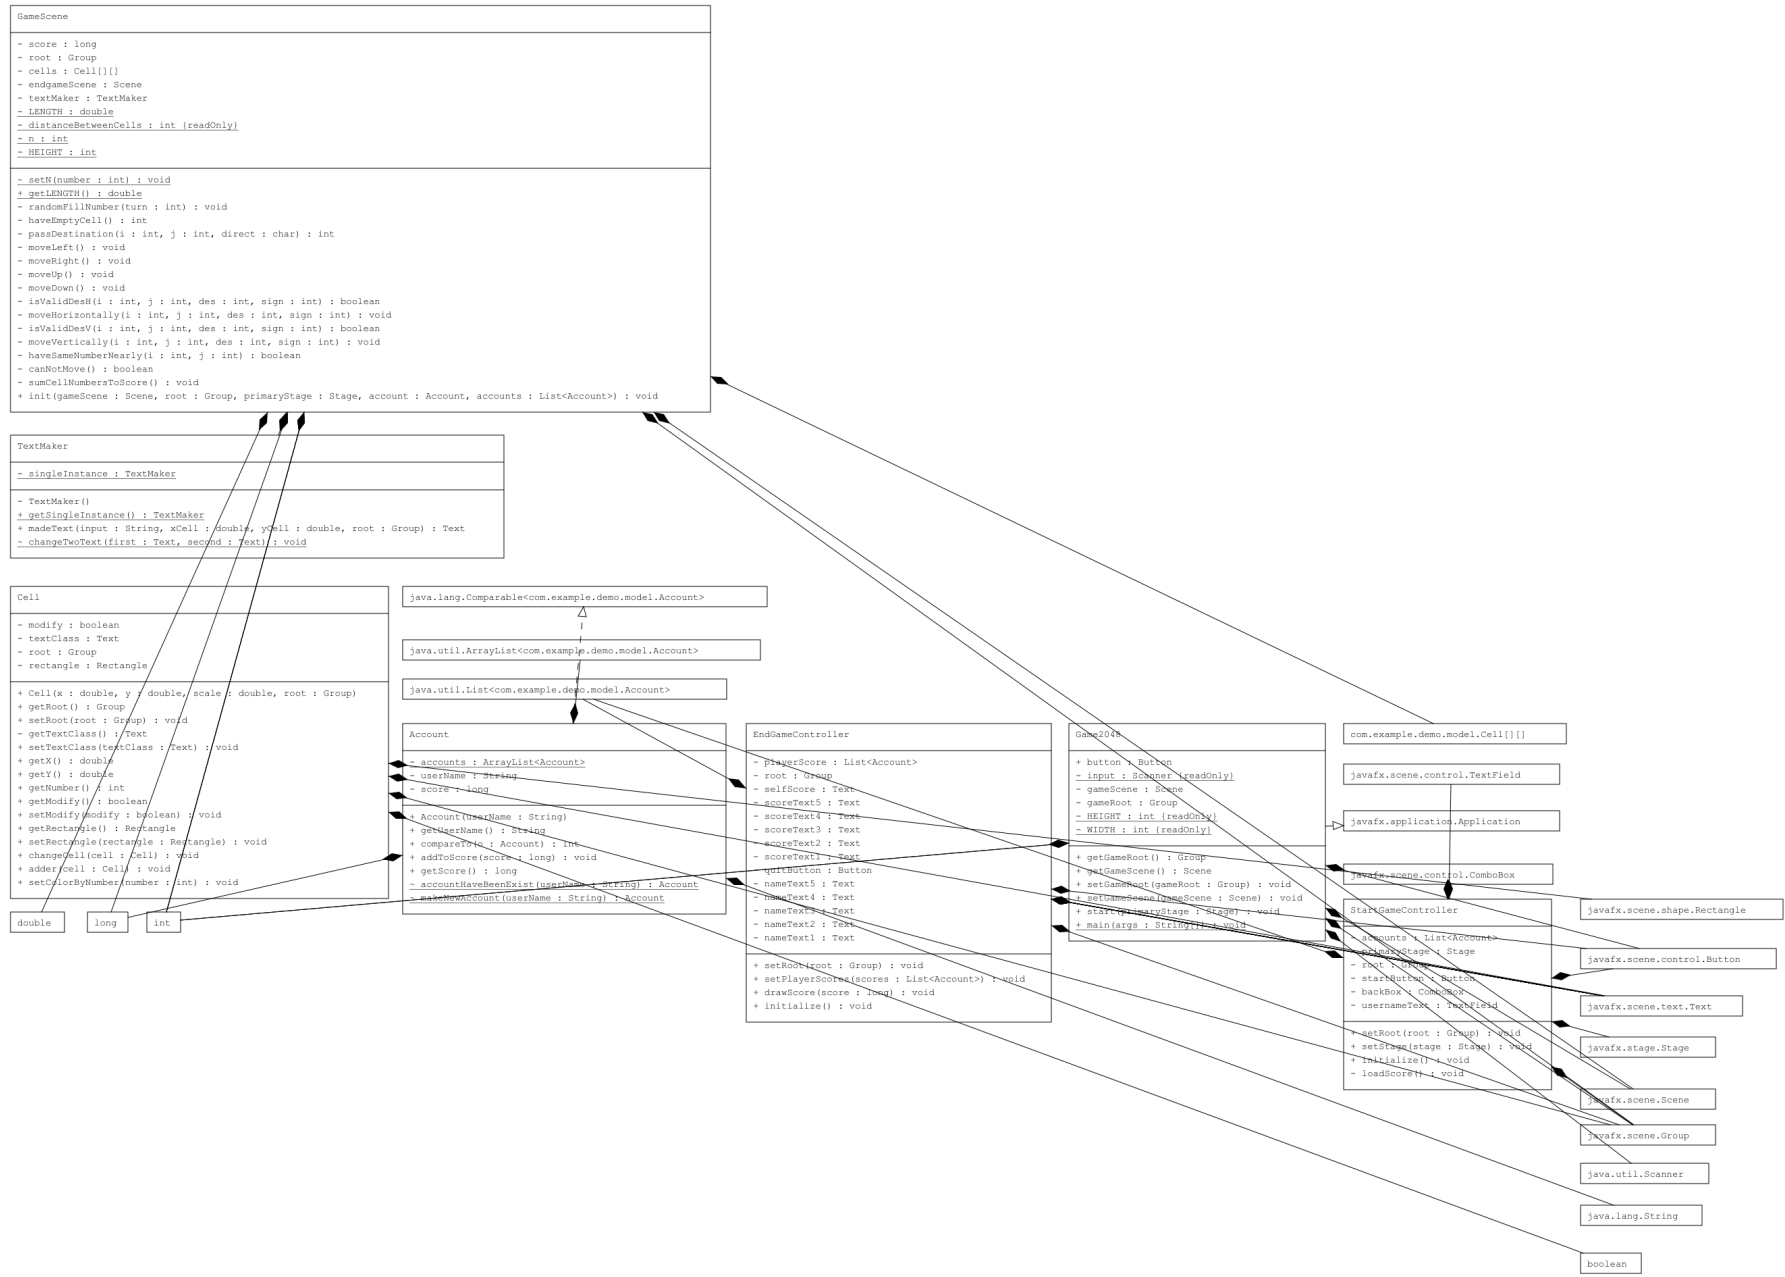 GameScene
- score : long
- root : Group
- cells : Cell[][]
- endgameScene : Scene
- textMaker : TextMaker
- LENGTH : double
- distanceBetweenCells : int {readOnly}
- n : int
- HEIGHT : int
~ setN(number : int) : void
+ getLENGTH() : double
- randomFillNumber(turn : int) : void
- haveEmptyCell() : int
- passDestination(i : int, j : int, direct : char) : int
- moveLeft() : void
- moveRight() : void
- moveUp() : void
- moveDown() : void
- isValidDesH(i : int, j : int, des : int, sign : int) : boolean
- moveHorizontally(i : int, j : int, des : int, sign : int) : void
- isValidDesV(i : int, j : int, des : int, sign : int) : boolean
- moveVertically(i : int, j : int, des : int, sign : int) : void
- haveSameNumberNearly(i : int, j : int) : boolean
- canNotMove() : boolean
- sumCellNumbersToScore() : void
+ init(gameScene : Scene, root : Group, primaryStage : Stage, account : Account, accounts : List<Account>) : void
TextMaker
- singleInstance : TextMaker
- TextMaker()
+ getSingleInstance() : TextMaker
+ madeText(input : String, xCell : double, yCell : double, root : Group) : Text
~ changeTwoText(first : Text, second : Text) : void
Cell
- modify : boolean
- textClass : Text
- root : Group
- rectangle : Rectangle
+ Cell(x : double, y : double, scale : double, root : Group)
+ getRoot() : Group
+ setRoot(root : Group) : void
- getTextClass() : Text
+ setTextClass(textClass : Text) : void
+ getX() : double
+ getY() : double
+ getNumber() : int
+ getModify() : boolean
+ setModify(modify : boolean) : void
+ getRectangle() : Rectangle
+ setRectangle(rectangle : Rectangle) : void
+ changeCell(cell : Cell) : void
+ adder(cell : Cell) : void
+ setColorByNumber(number : int) : void
double
long
int
java.lang.Comparable<com.example.demo.model.Account>
java.util.ArrayList<com.example.demo.model.Account>
java.util.List<com.example.demo.model.Account>
Account
- accounts : ArrayList<Account>
- userName : String
- score : long
+ Account(userName : String)
+ getUserName() : String
+ compareTo(o : Account) : int
+ addToScore(score : long) : void
+ getScore() : long
~ accountHaveBeenExist(userName : String) : Account
~ makeNewAccount(userName : String) : Account
EndGameController
- playerScore : List<Account>
- root : Group
- selfScore : Text
- scoreText5 : Text
- scoreText4 : Text
- scoreText3 : Text
- scoreText2 : Text
- scoreText1 : Text
- quitButton : Button
- nameText5 : Text
- nameText4 : Text
- nameText3 : Text
- nameText2 : Text
- nameText1 : Text
+ setRoot(root : Group) : void
+ setPlayerScores(scores : List<Account>) : void
+ drawScore(score : long) : void
+ initialize() : void
Game2048
+ button : Button
- input : Scanner {readOnly}
- gameScene : Scene
- gameRoot : Group
- HEIGHT : int {readOnly}
- WIDTH : int {readOnly}
+ getGameRoot() : Group
+ getGameScene() : Scene
+ setGameRoot(gameRoot : Group) : void
+ setGameScene(gameScene : Scene) : void
+ start(primaryStage : Stage) : void
+ main(args : String[]) : void
com.example.demo.model.Cell[][]
javafx.scene.control.TextField
javafx.application.Application
javafx.scene.control.ComboBox
StartGameController
- accounts : List<Account>
- primaryStage : Stage
- root : Group
- startButton : Button
- backBox : ComboBox
- usernameText : TextField
+ setRoot(root : Group) : void
+ setStage(stage : Stage) : void
+ initialize() : void
- loadScore() : void
javafx.scene.shape.Rectangle
javafx.scene.control.Button
javafx.scene.text.Text
javafx.stage.Stage
javafx.scene.Scene
javafx.scene.Group
java.util.Scanner
java.lang.String
boolean